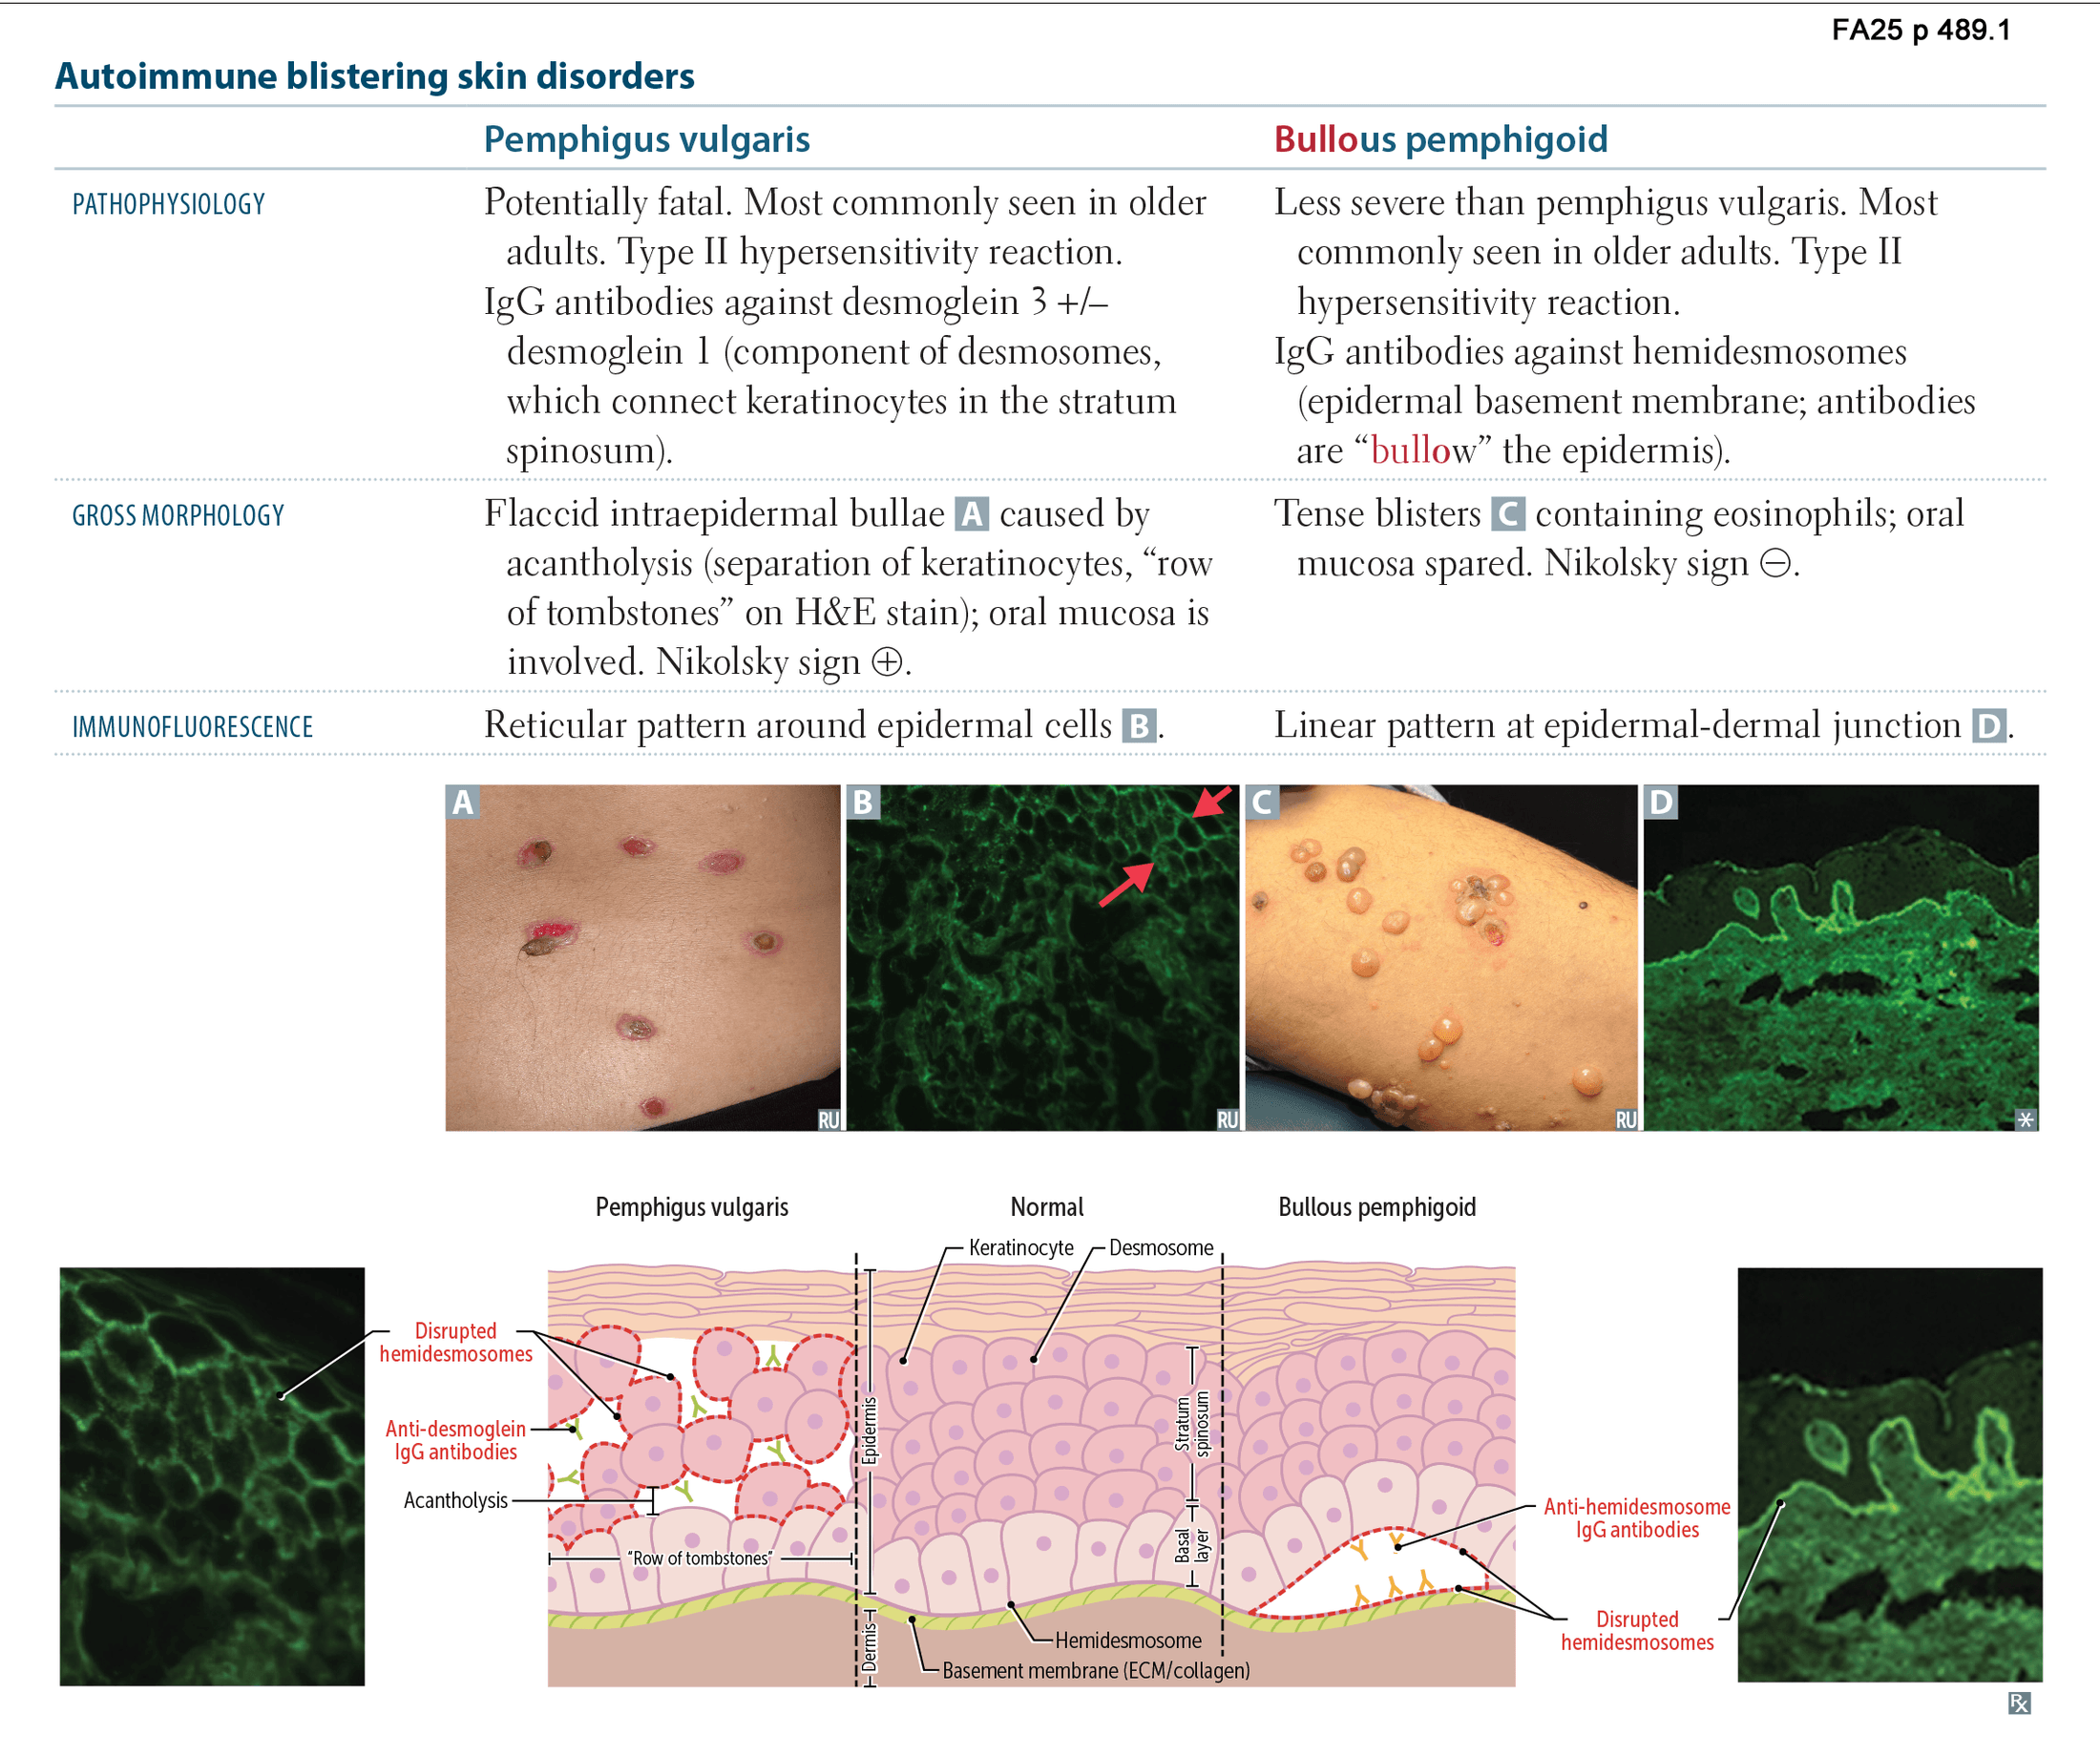 FA25 p 489.1
Autoimmune blistering skin disorders
Pemphigus vulgaris
Bullous pemphigoid
PATHOPHYSIOLOGY
Potentially fatal. Most commonly seen in older
adults. Type II hypersensitivity reaction.
IgG antibodies against desmoglein 3 +/–
desmoglein 1 (component of desmosomes,
which connect keratinocytes in the stratum
spinosum).
Less severe than pemphigus vulgaris. Most
commonly seen in older adults. Type II
hypersensitivity reaction.
IgG antibodies against hemidesmosomes
(epidermal basement membrane; antibodies
are “bullow” the epidermis).
GROSS MORPHOLOGY
Flaccid intraepidermal bullae A caused by
acantholysis (separation of keratinocytes, “row
of tombstones” on H&E stain); oral mucosa is
involved. Nikolsky sign ⊕.
Tense blisters C containing eosinophils; oral
mucosa spared. Nikolsky sign ⊖.
IMMUNOFLUORESCENCE
Reticular pattern around epidermal cells B.
Linear pattern at epidermal-dermal junction D.
A
B
C
D
RU
RU
RU
*
Pemphigus vulgaris
Normal
Bullous pemphigoid
Keratinocyte
Desmosome
Disrupted
hemidesmosomes
Anti-desmoglein
IgG antibodies
Acantholysis
“Row of tombstones”
Epidermis
Dermis
Stratum
spinosum
Basal
layer
Hemidesmosome
Basement membrane (ECM/collagen)
Anti-hemidesmosome
IgG antibodies
Disrupted
hemidesmosomes
Rx